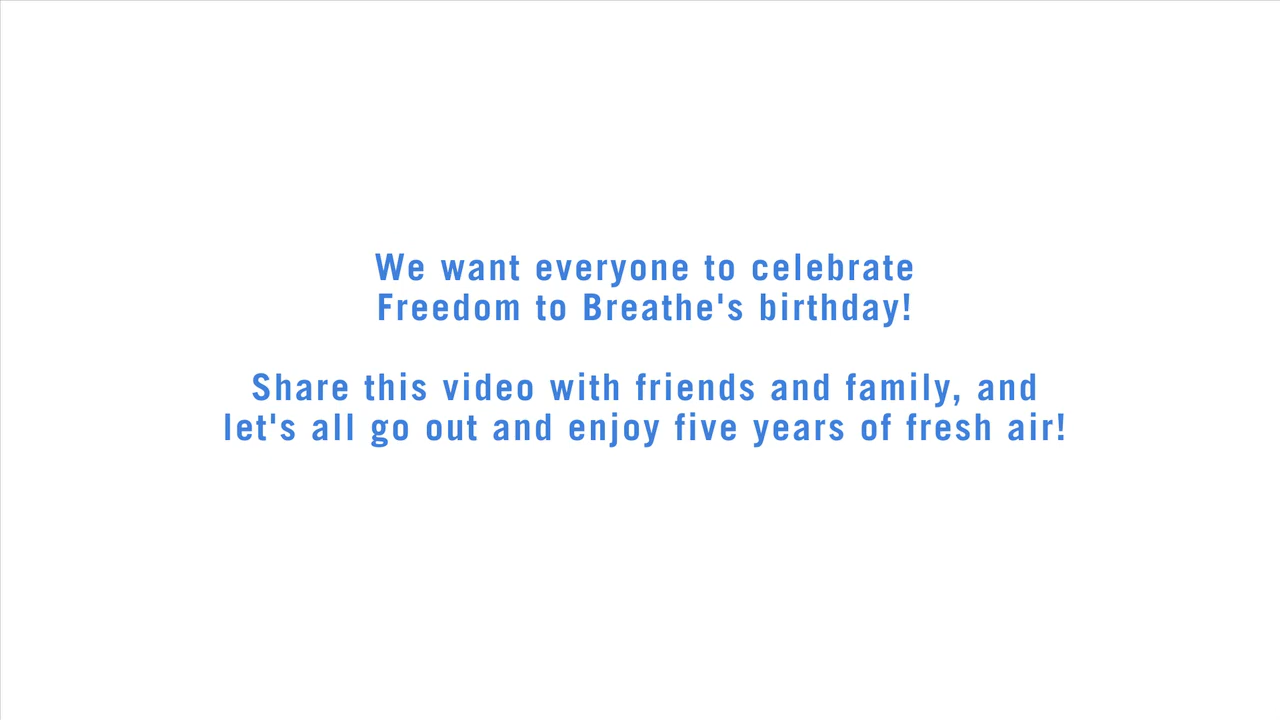 We want everyone to celebrate
Freedom to Breathe's birthday!
Share this video with friends and family, and
let's all go out and enjoy five years of fresh air!